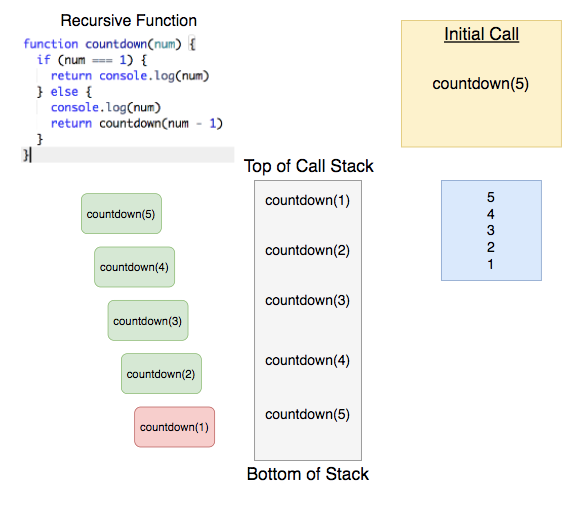 Recursive Function
function countdown(num) {
if (num === 1) {
return console.log(num)
} else {
console.log(num)
return countdown(num - 1)
}
}
Initial Call
countdown(5)
Top of Call Stack
countdown(5)
countdown(4)
countdown(3)
countdown(2)
countdown(1)
countdown(1)
countdown(2)
countdown(3)
countdown(4)
countdown(5)
Bottom of Stack
5
4
3
2
1